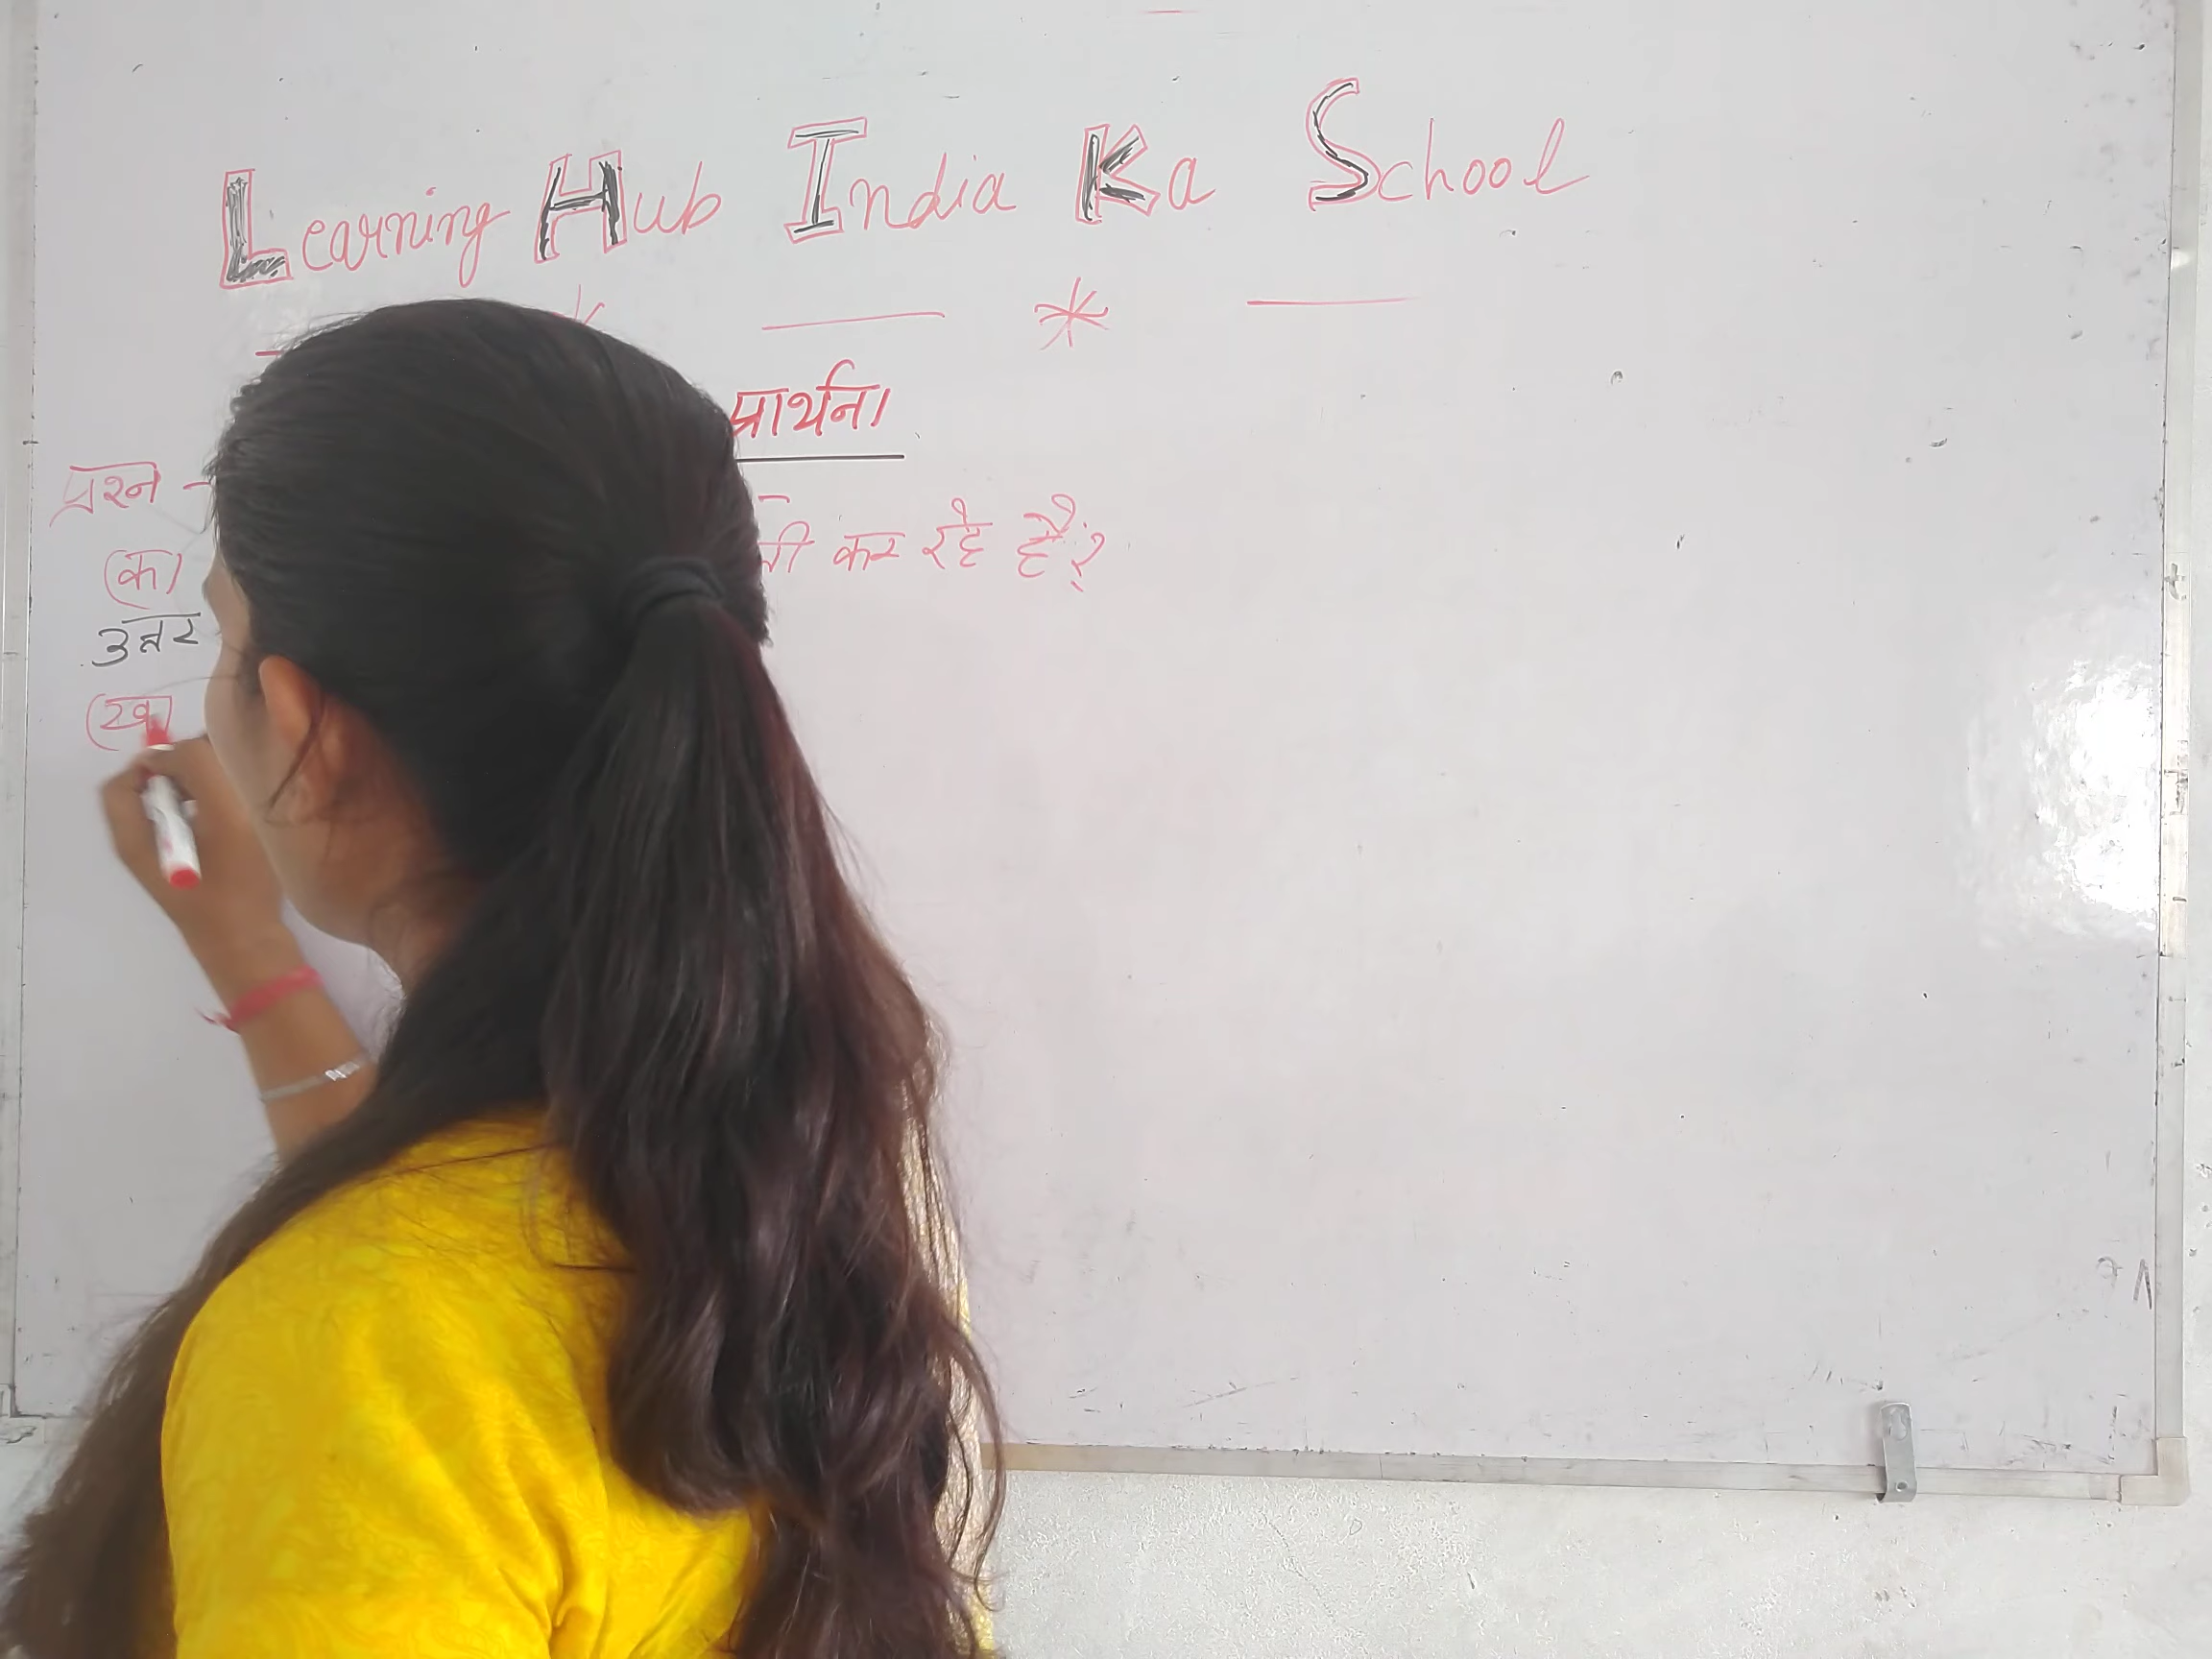 Learning Hub India Ka School
प्रार्थना
प्रश्न -
(क) कर रहे हैं?
उत्तर
(ख)